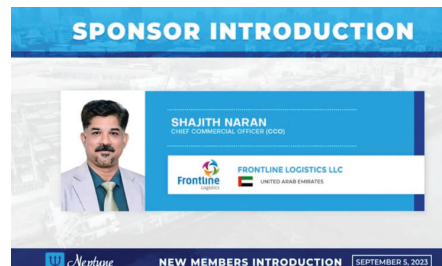 SPONSOR INTRODUCTION
SHAJITH NARAN
CHIEF COMMERCIAL OFFICER (CCO)
Frontline
Logistics
FRONTLINE LOGISTICS LLC
UNITED ARAB EMIRATES
Neptune
NEW MEMBERS INTRODUCTION
SEPTEMBER 5, 2023